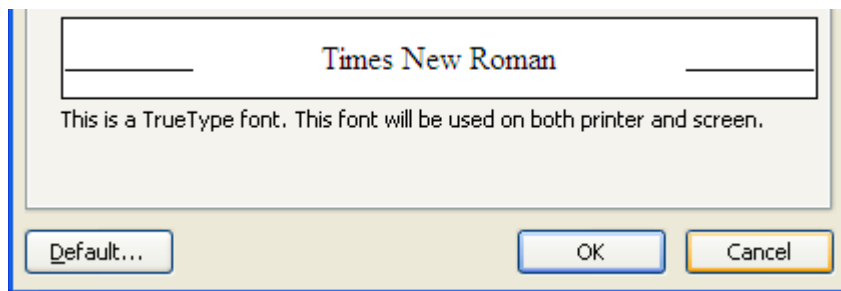 Times New Roman
This is a TrueType font. This font will be used on both printer and screen.
Default... OK Cancel